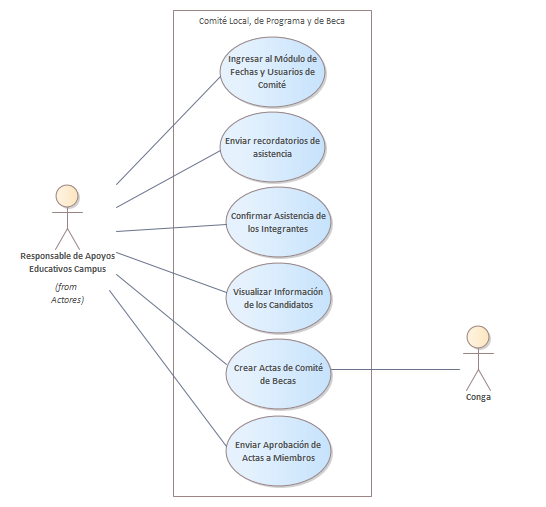 Comité Local, de Programa y de Beca
Ingresar al Módulo de
Fechas y Usuarios de
Comité
Enviar recordatorios de
asistencia
Confirmar Asistencia de
los Integrantes
Responsable de Apoyos
Educativos Campus
(from
Actores)
Visualizar Información
de los Candidatos
Crear Actas de Comité
de Becas
Conga
Enviar Aprobación de
Actas a Miembros